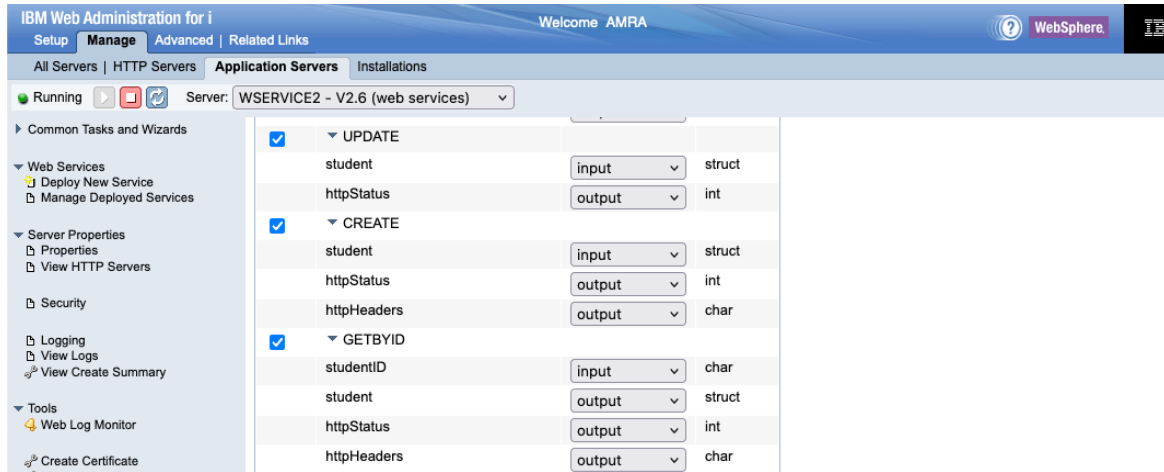 IBM Web Administration for i
Welcome AMRA
WebSphere.
Setup Manage Advanced | Related Links
All Servers | HTTP Servers Application Servers Installations
Running Server: WSERVICE2 - V2.6 (web services)
Common Tasks and Wizards
Web Services
Deploy New Service
Manage Deployed Services
Server Properties
Properties
View HTTP Servers
Security
Logging
View Logs
View Create Summary
Tools
Web Log Monitor
Create Certificate
UPDATE
student input struct
httpStatus output int
CREATE
student input struct
httpStatus output int
httpHeaders output char
GETBYID
studentID input char
student output struct
httpStatus output int
httpHeaders output char